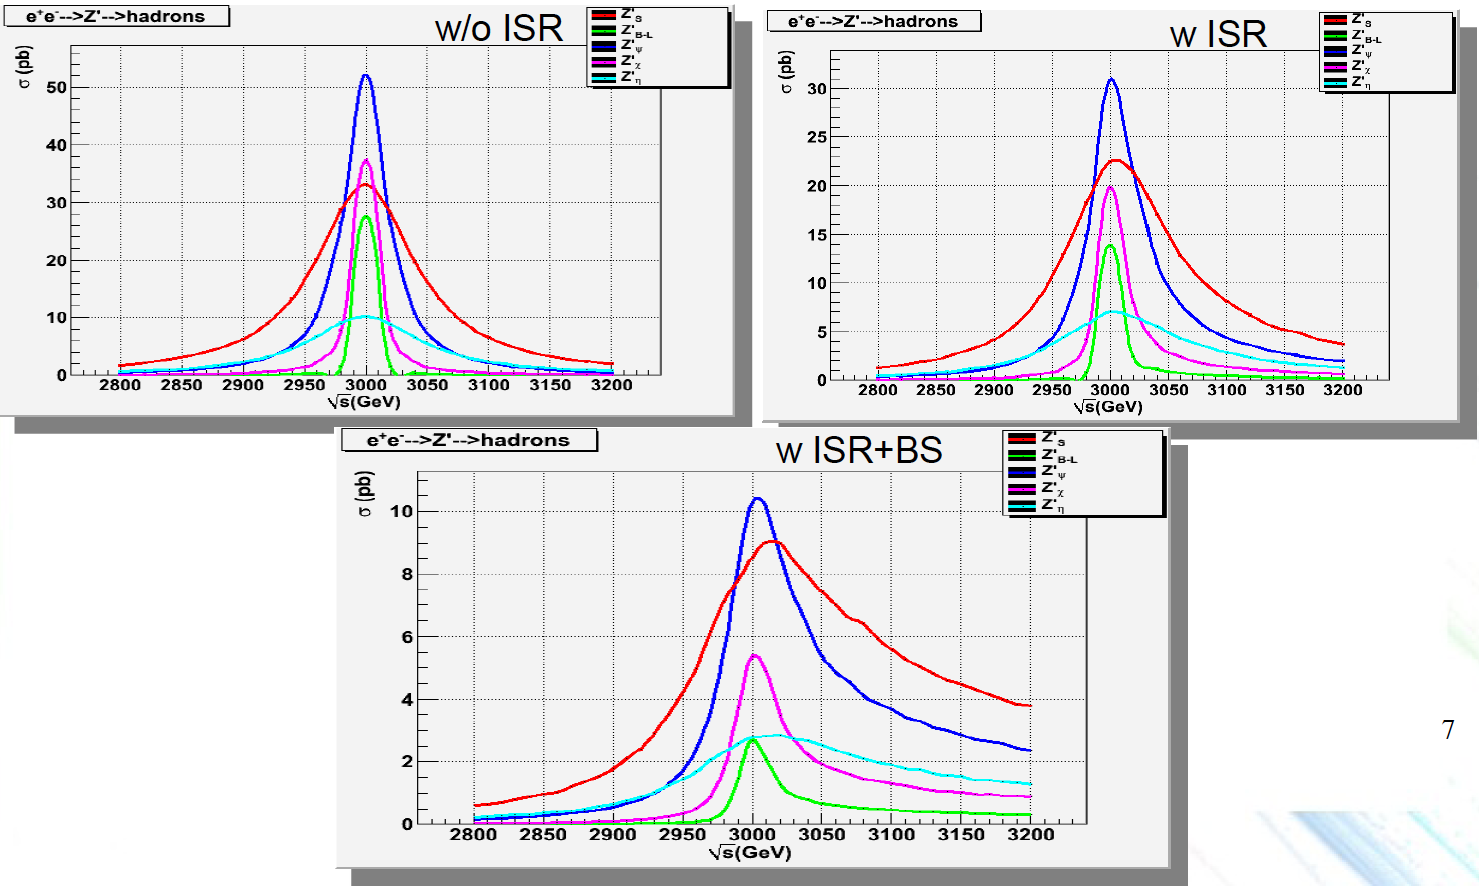 e⁺e⁻-->Z'-->hadrons
w/o ISR
Z'S
Z'B-L
Z'ψ
Z'χ
Z'η
σ (pb)
50
40
30
20
10
0
2800 2850 2900 2950 3000 3050 3100 3150 3200
√s(GeV)
e⁺e⁻-->Z'-->hadrons
w ISR
Z'S
Z'B-L
Z'ψ
Z'χ
Z'η
σ (pb)
30
25
20
15
10
5
0
2800 2850 2900 2950 3000 3050 3100 3150 3200
√s(GeV)
e⁺e⁻-->Z'-->hadrons
w ISR+BS
Z'S
Z'B-L
Z'ψ
Z'χ
Z'η
σ (pb)
10
8
6
4
2
0
2800 2850 2900 2950 3000 3050 3100 3150 3200
√s(GeV)
7